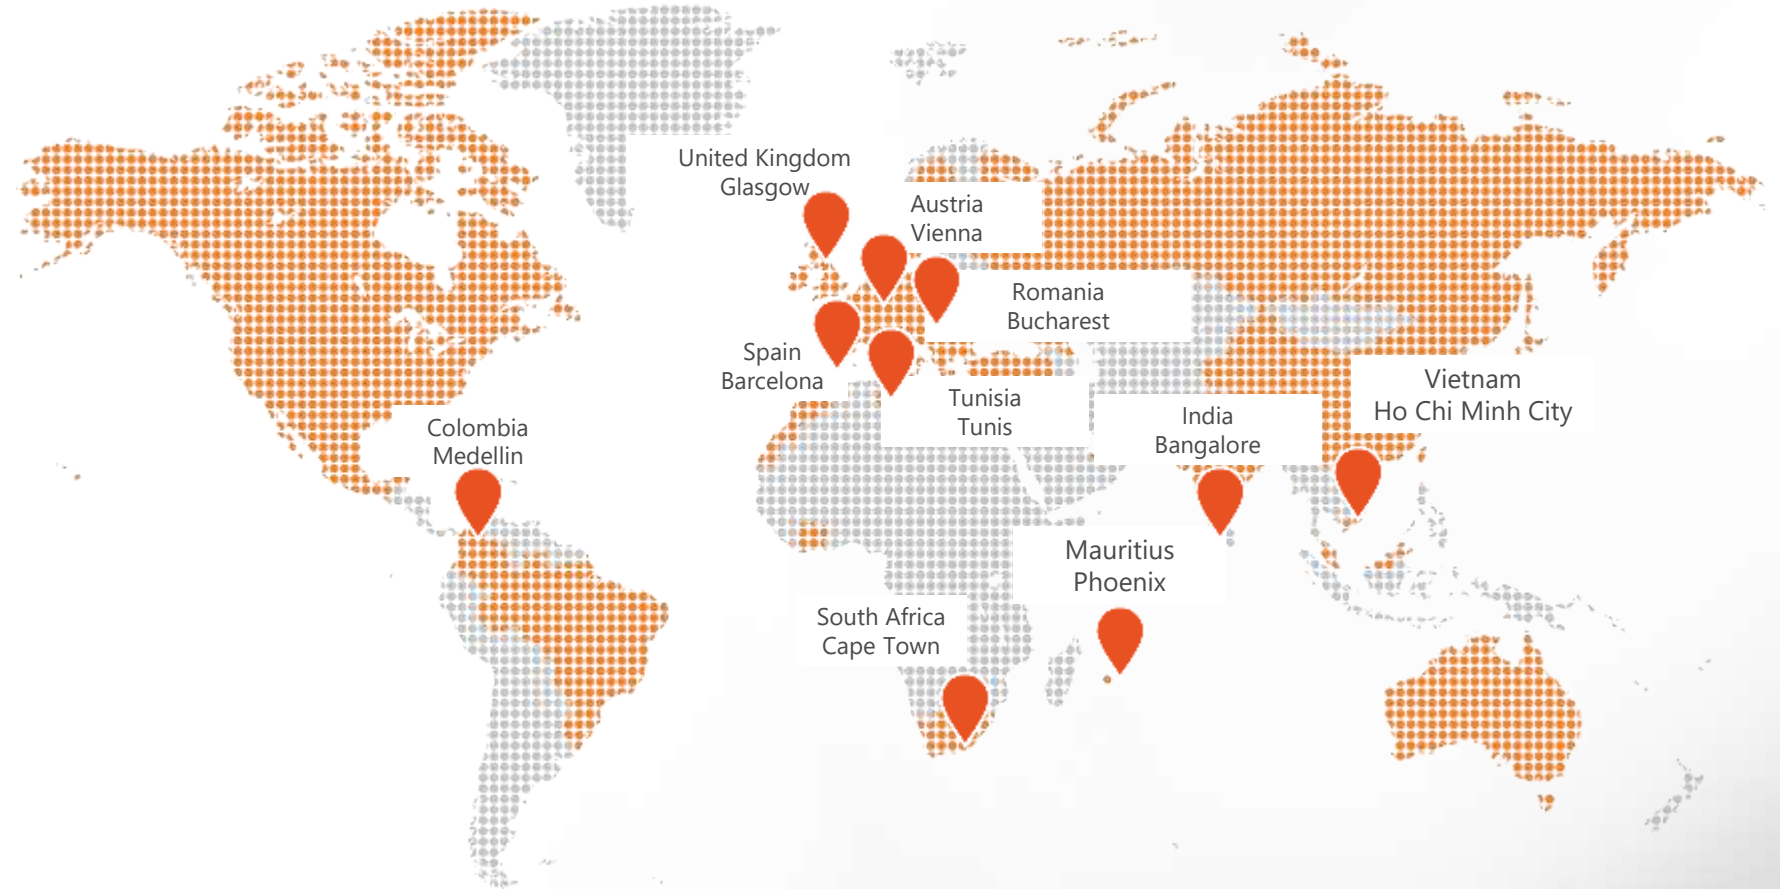 United Kingdom
Glasgow
Austria
Vienna
Romania
Bucharest
Spain
Barcelona
Tunisia
Tunis
Vietnam
Ho Chi Minh City
India
Bangalore
Colombia
Medellin
Mauritius
Phoenix
South Africa
Cape Town